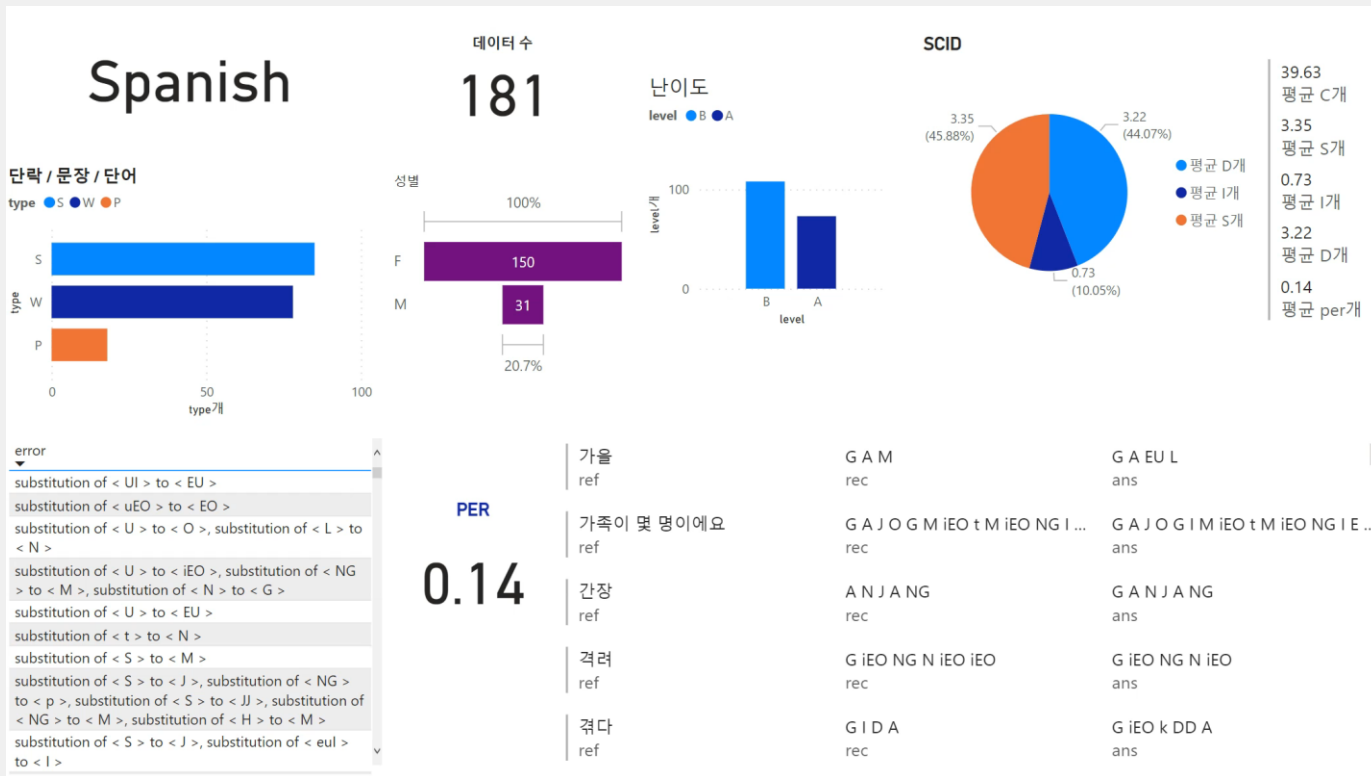 Spanish
데이터 수
181
단락 / 문장 / 단어
type S W P
S
W
P
type
0 50 100
type개
성별
100%
F 150
M 31
20.7%
난이도
level B A
level개
100
0
B A
level
SCID
3.35
(45.88%)
3.22
(44.07%)
0.73
(10.05%)
평균 D개
평균 I개
평균 S개
39.63
평균 C개
3.35
평균 S개
0.73
평균 I개
3.22
평균 D개
0.14
평균 per개
error
substitution of < UI > to < EU >
substitution of < uEO > to < EO >
substitution of < U > to < O >, substitution of < L > to
< N >
substitution of < U > to < iEO >, substitution of < NG
> to < M >, substitution of < N > to < G >
substitution of < U > to < EU >
substitution of < t > to < N >
substitution of < S > to < M >
substitution of < S > to < J >, substitution of < NG >
to < p >, substitution of < S > to < JJ >, substitution of
< NG > to < M >, substitution of < H > to < M >
substitution of < S > to < J >, substitution of < eul >
to < I >
PER
0.14
가을 G A M G A EU L
ref rec ans
가족이 몇 명이에요 G A J O G M iEO t M iEO NG I ... G A J O G I M iEO t M iEO NG I E ...
ref rec ans
간장 A N J A NG G A N J A NG
ref rec ans
격려 G iEO NG N iEO iEO G iEO NG N iEO
ref rec ans
겪다 G I D A G iEO k DD A
ref rec ans